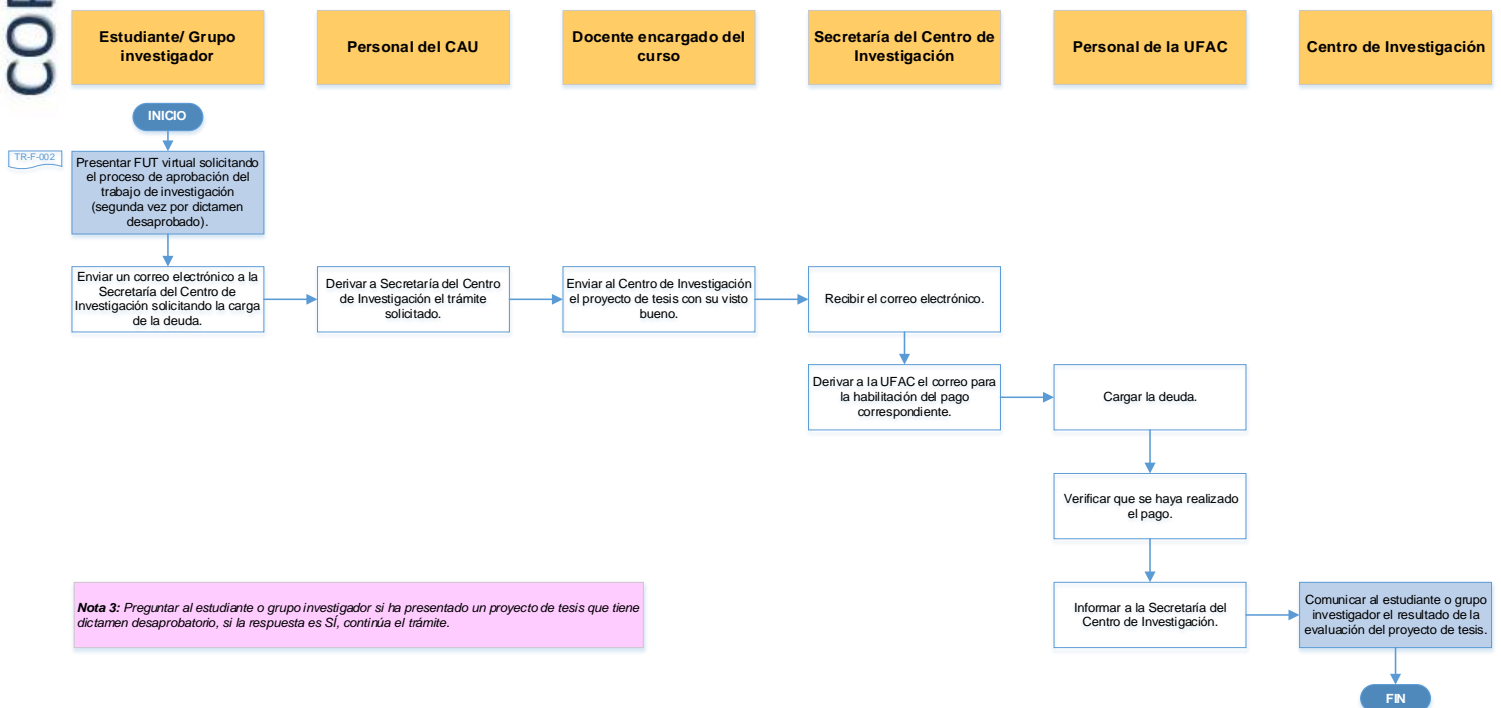 COR
Estudiante/ Grupo
investigador
Personal del CAU
Docente encargado del
curso
Secretaría del Centro de
Investigación
Personal de la UFAC
Centro de Investigación
INICIO
TR-F-002
Presentar FUT virtual solicitando
el proceso de aprobación del
trabajo de investigación
(segunda vez por dictamen
desaprobado).
Enviar un correo electrónico a la
Secretaría del Centro de
Investigación solicitando la carga
de la deuda.
Derivar a Secretaría del Centro
de Investigación el trámite
solicitado.
Enviar al Centro de Investigación
el proyecto de tesis con su visto
bueno.
Recibir el correo electrónico.
Derivar a la UFAC el correo para
la habilitación del pago
correspondiente.
Cargar la deuda.
Verificar que se haya realizado
el pago.
Nota 3: Preguntar al estudiante o grupo investigador si ha presentado un proyecto de tesis que tiene
dictamen desaprobatorio, si la respuesta es SÍ, continúa el trámite.
Informar a la Secretaría del
Centro de Investigación.
Comunicar al estudiante o grupo
investigador el resultado de la
evaluación del proyecto de tesis.
FIN